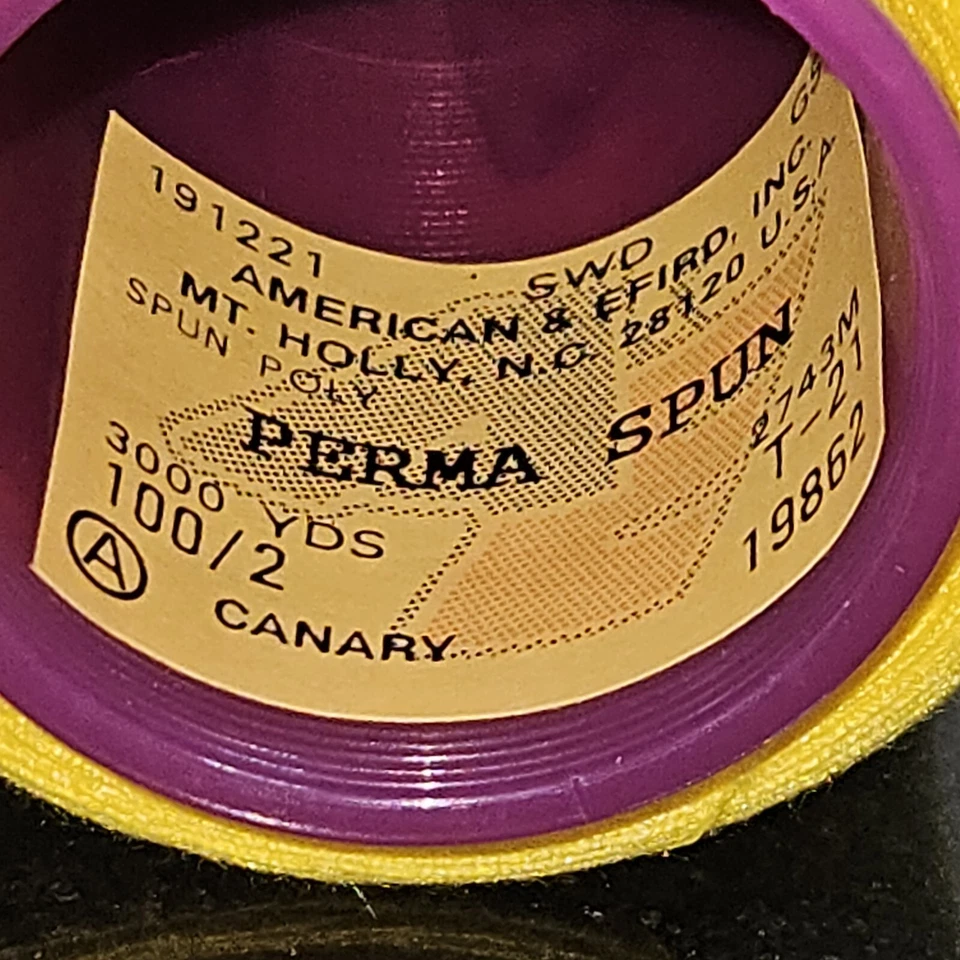 191221 SWD
AMERICAN & EFIRD, INC.
MT. HOLLY, N.C. 28120 U.S.A.
SPUN POLY
PERMA SPUN
3000 YDS 2743M
100/2 T-21
A CANARY 19862